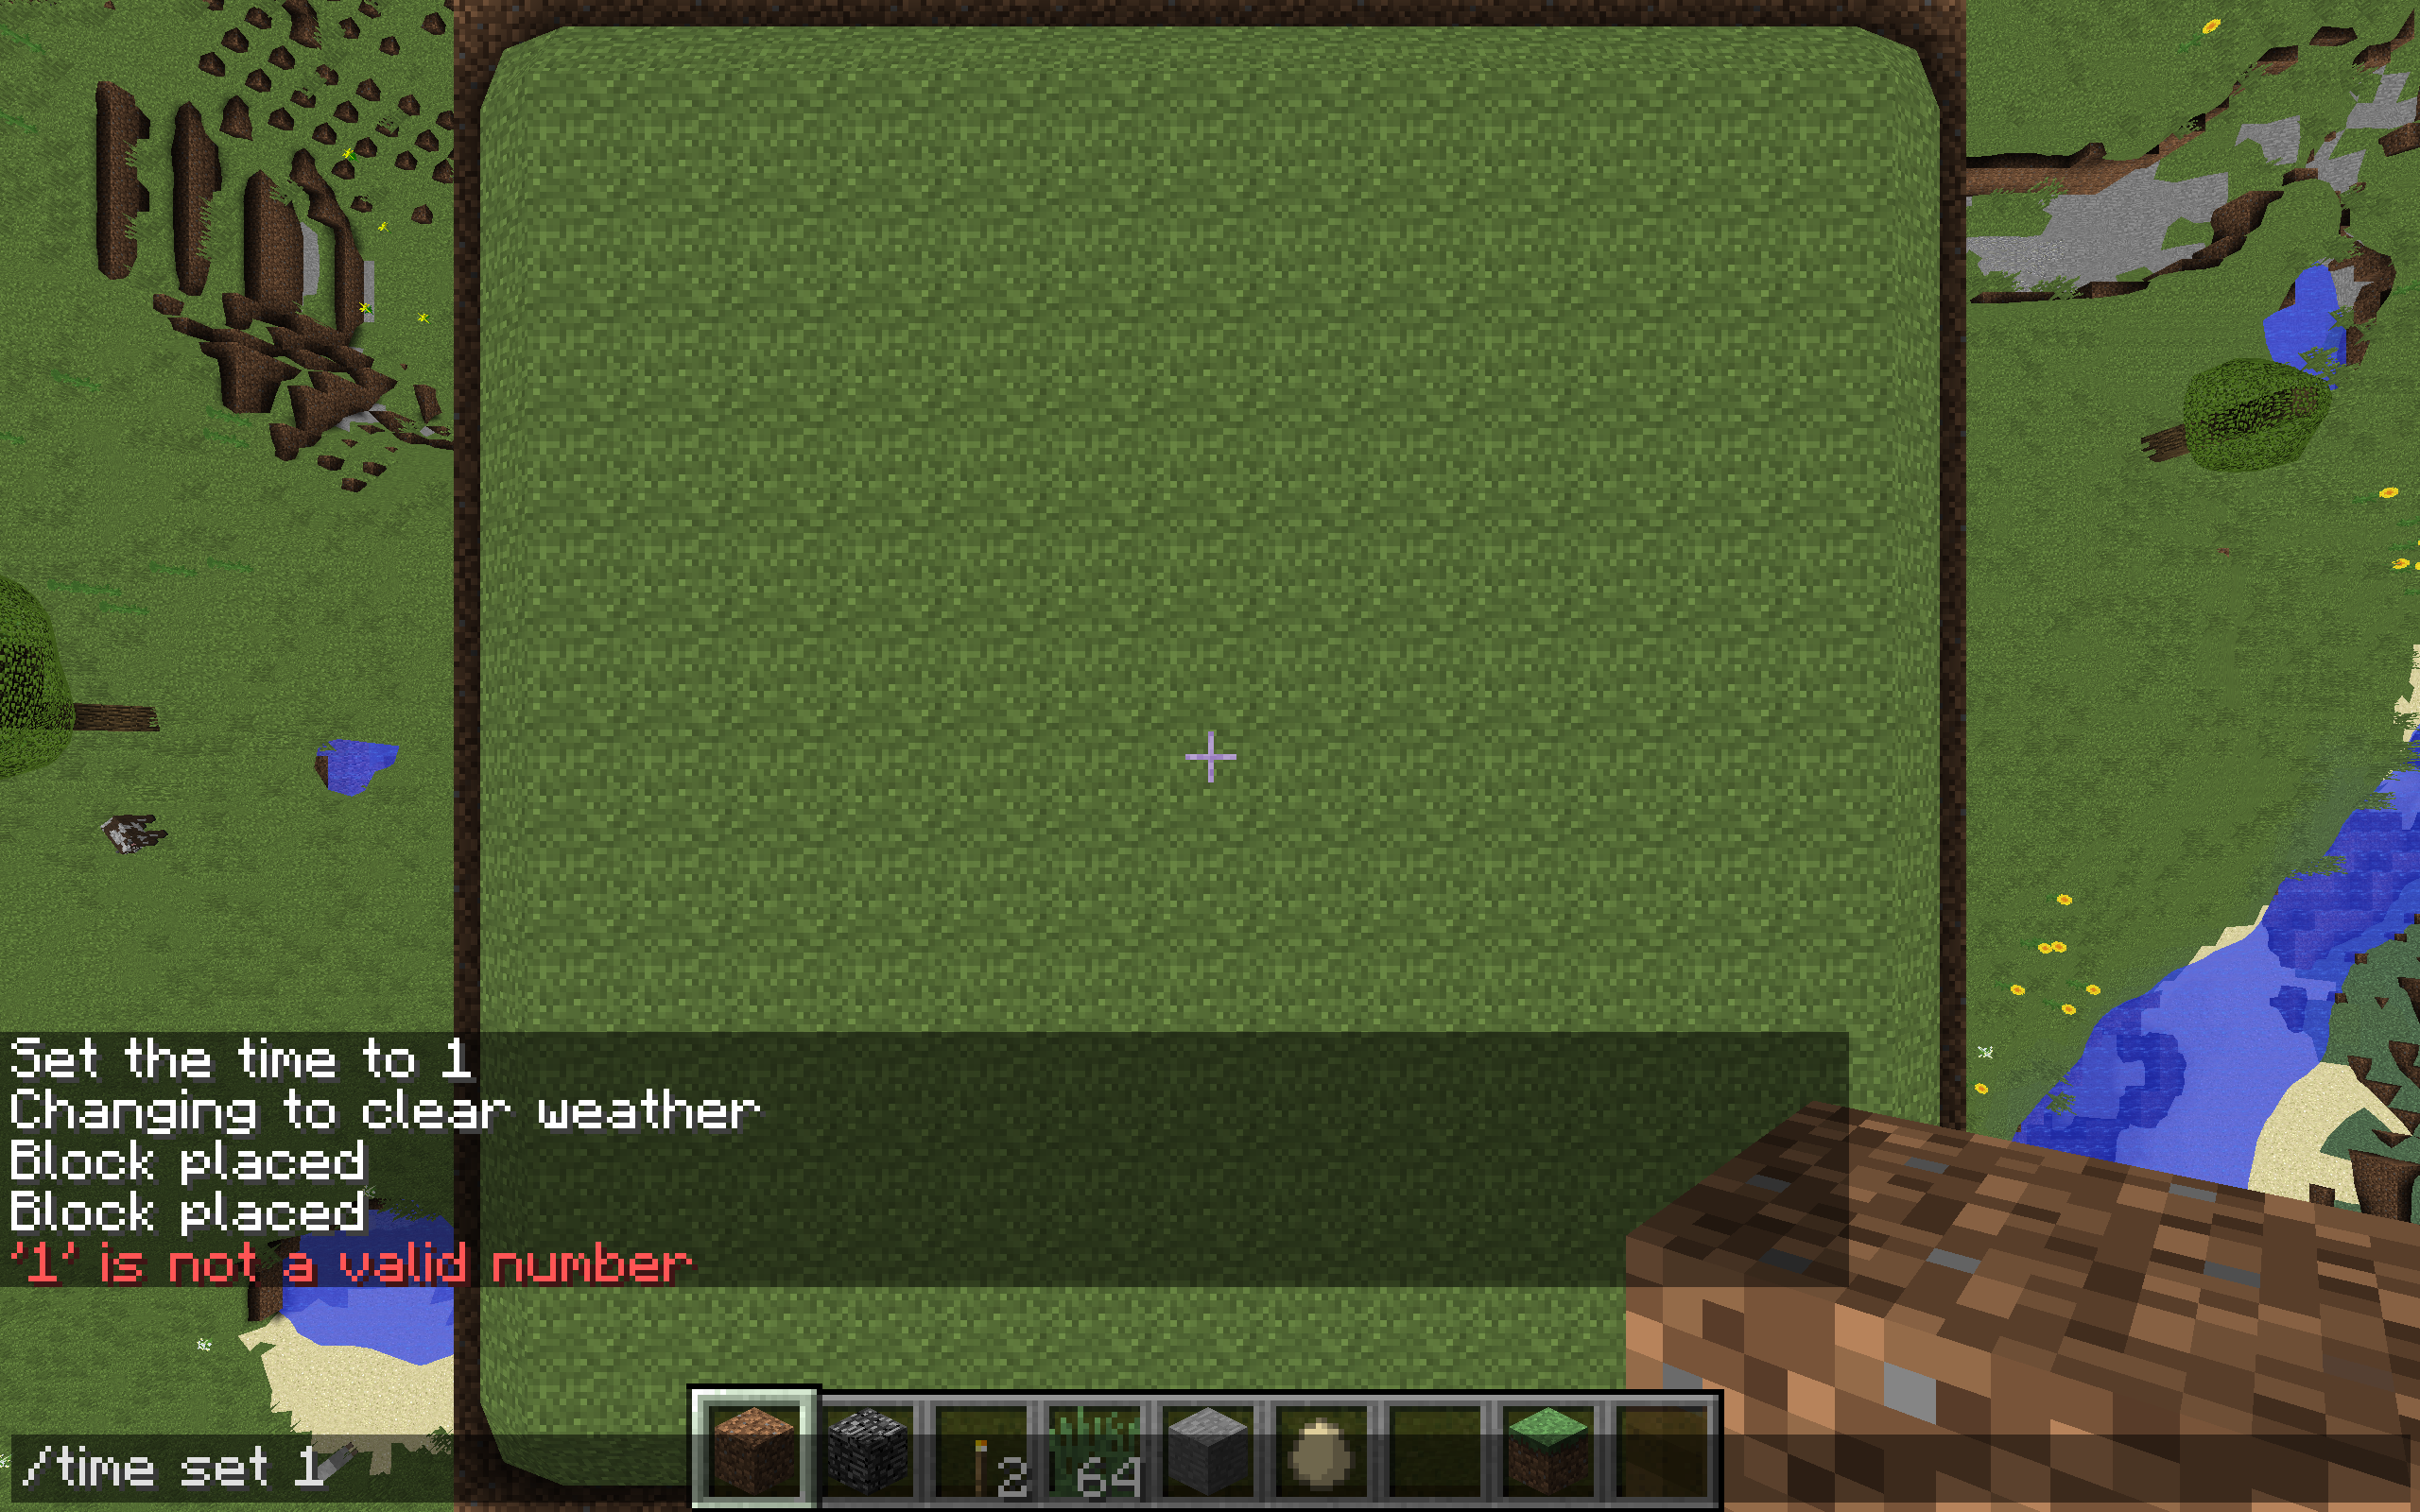 Set the time to 1
Changing to clear weather
Block placed
Block placed
'1' is not a valid number
2
64
/time set 1